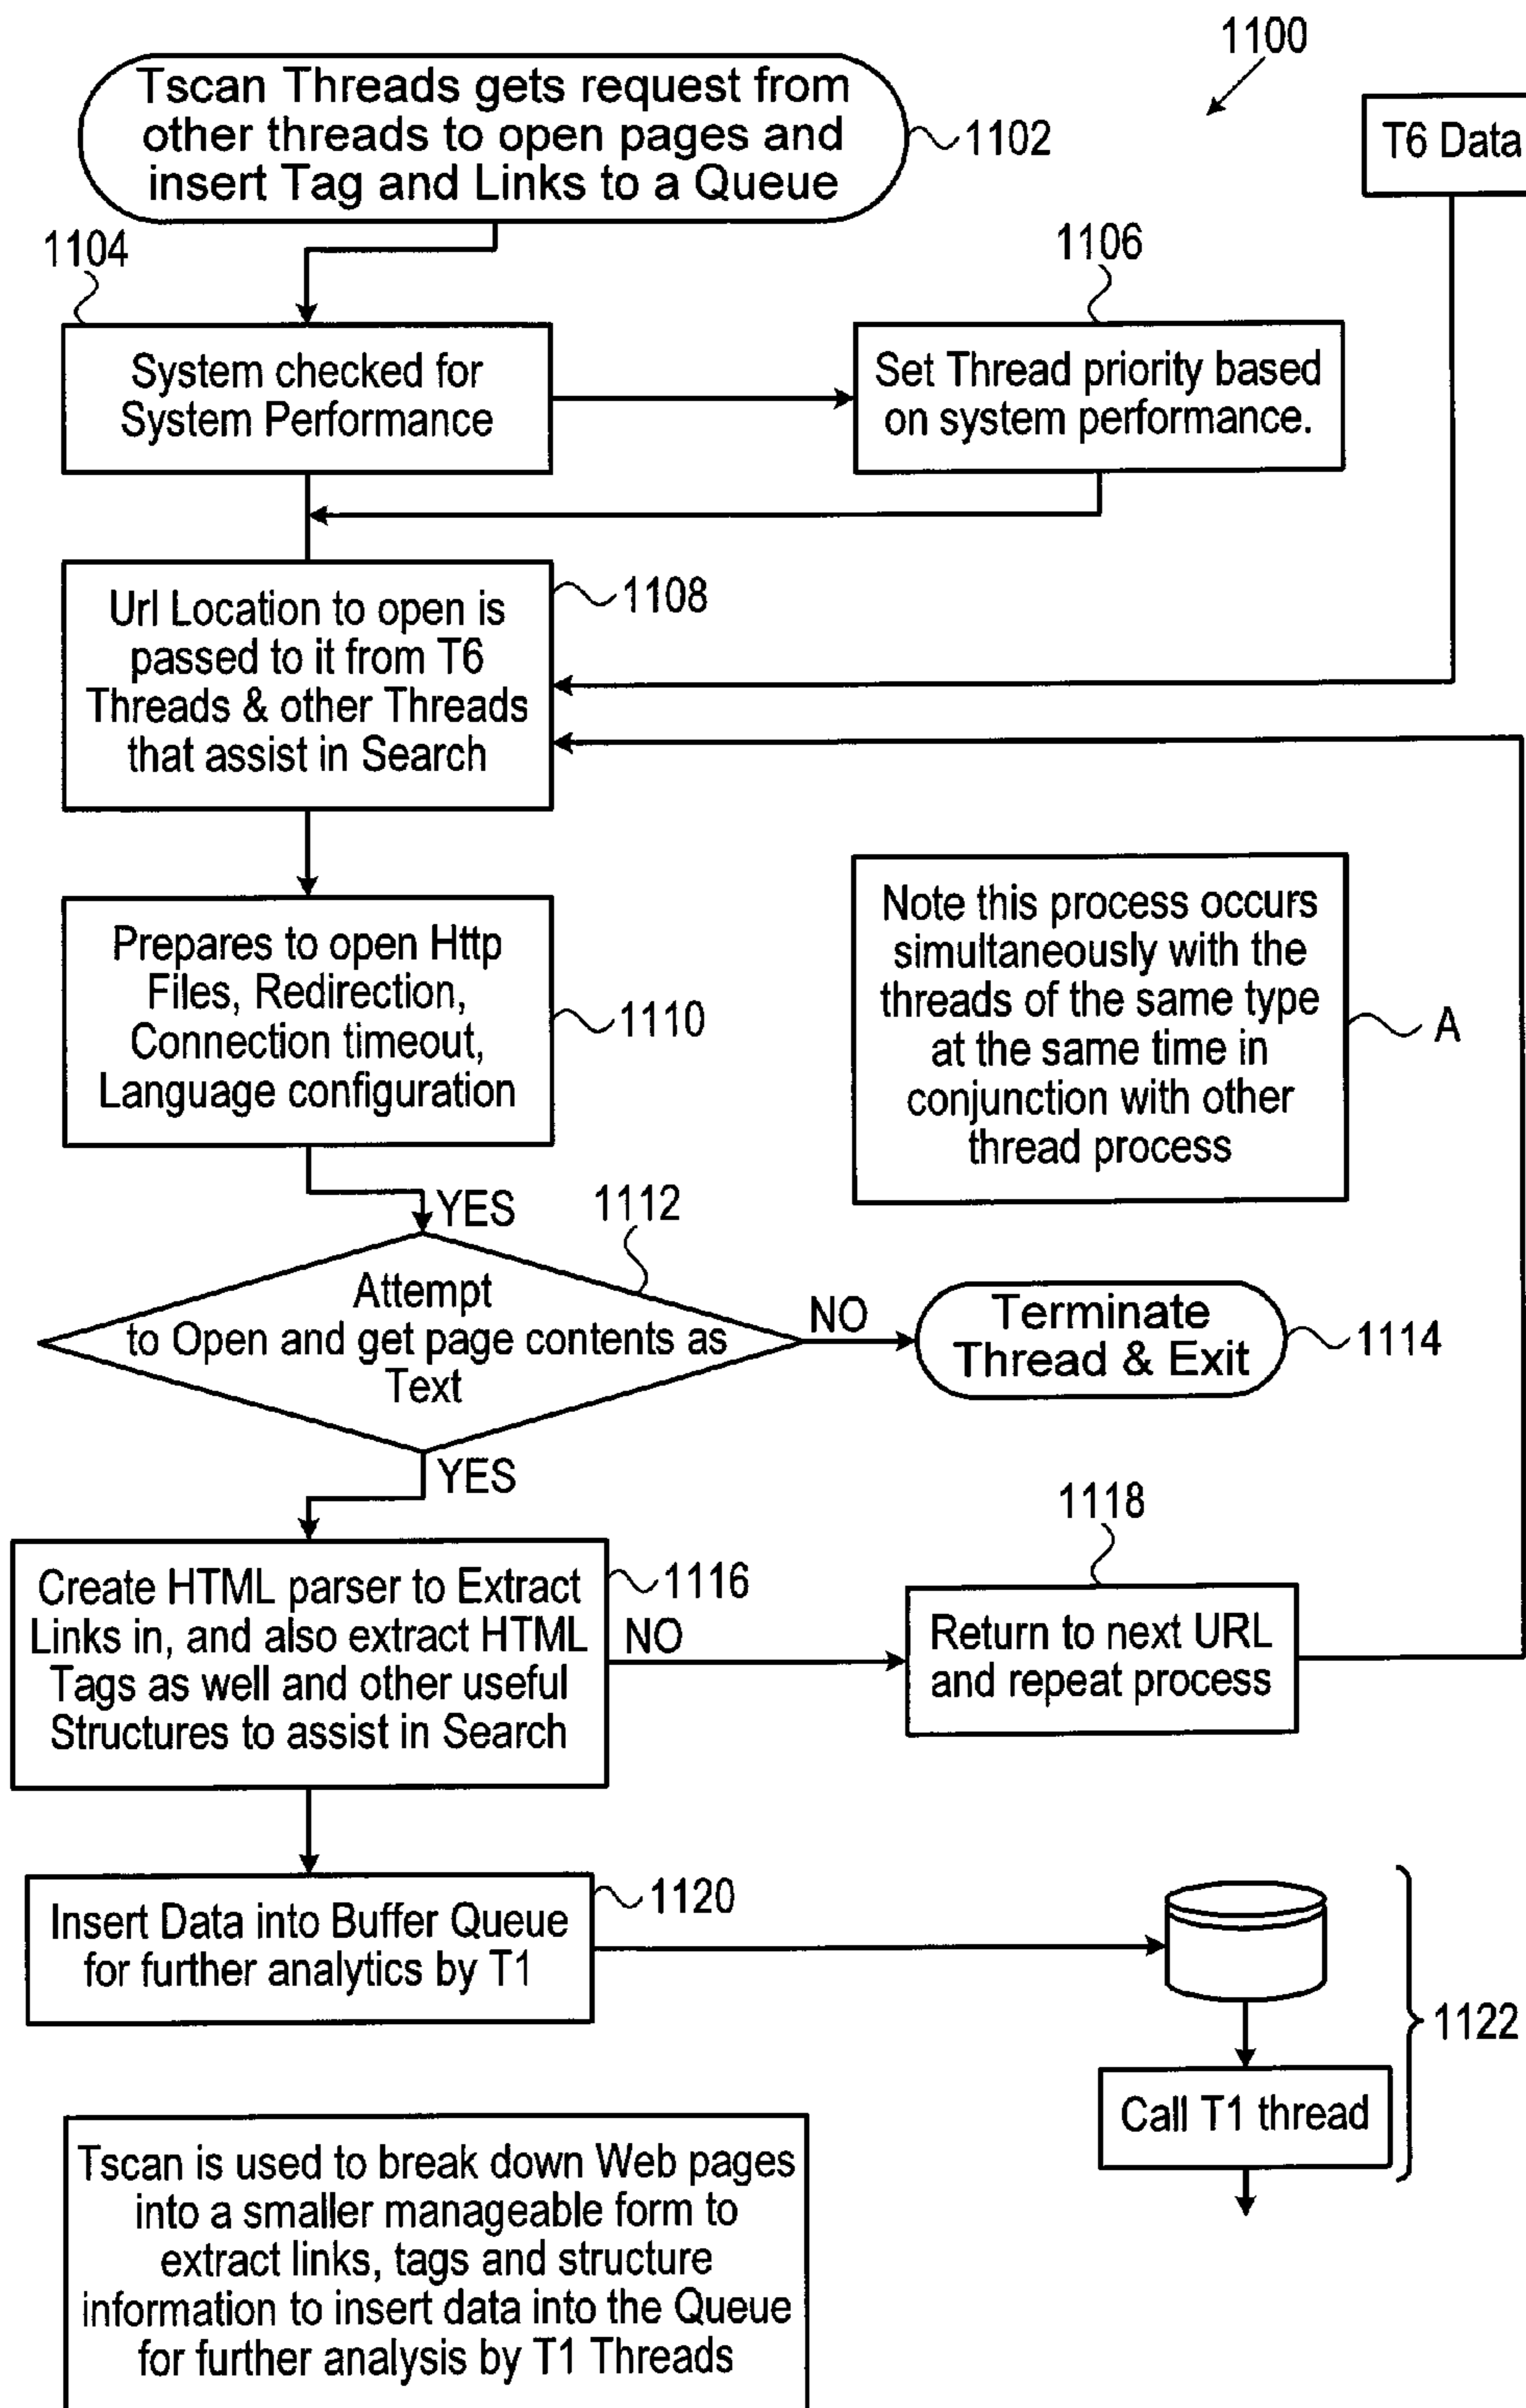 1100
Tscan Threads gets request from
other threads to open pages and
insert Tag and Links to a Queue
1102
T6 Data
1104
1106
System checked for
System Performance
Set Thread priority based
on system performance.
Url Location to open is
passed to it from T6
Threads & other Threads
that assist in Search
1108
Prepares to open Http
Files, Redirection,
Connection timeout,
Language configuration
1110
Note this process occurs
simultaneously with the
threads of the same type
at the same time in
conjunction with other
thread process
A
YES
1112
Attempt
to Open and get page contents as
Text
NO
Terminate
Thread & Exit
1114
YES
Create HTML parser to Extract
Links in, and also extract HTML
Tags as well and other useful
Structures to assist in Search
1116
NO
1118
Return to next URL
and repeat process
Insert Data into Buffer Queue
for further analytics by T1
1120
Call T1 thread
1122
Tscan is used to break down Web pages
into a smaller manageable form to
extract links, tags and structure
information to insert data into the Queue
for further analysis by T1 Threads